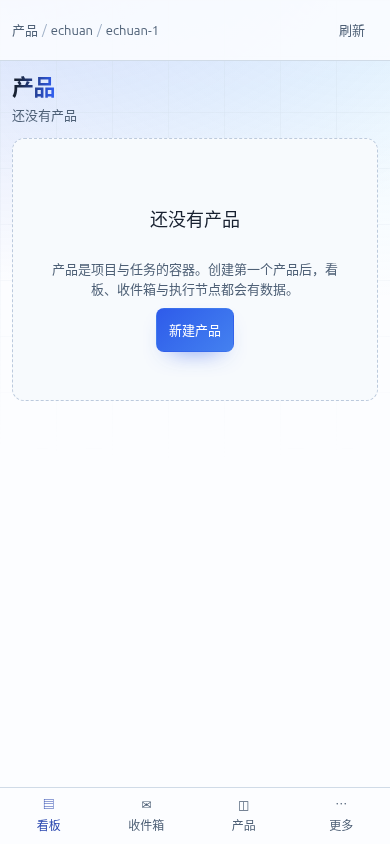 产品 / echuan / echuan-1
刷新
产品
还没有产品
还没有产品
产品是项目与任务的容器。创建第一个产品后，看
板、收件箱与执行节点都会有数据。
新建产品
看板
收件箱
产品
更多